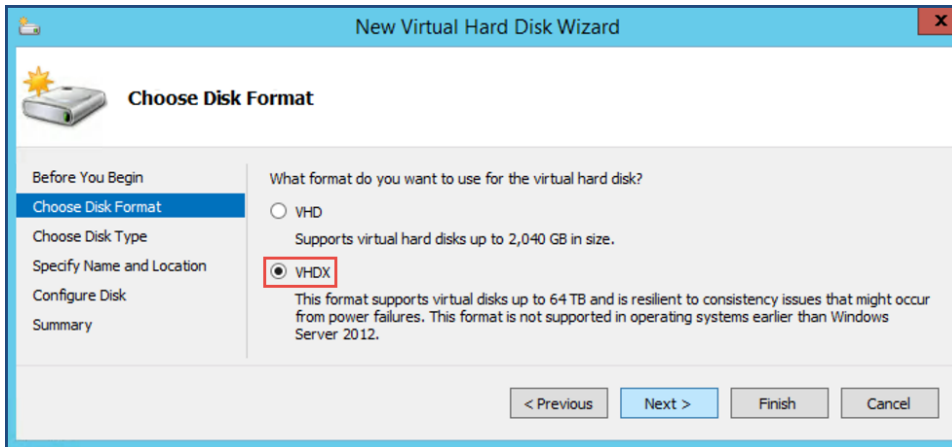 New Virtual Hard Disk Wizard
x
Choose Disk Format
Before You Begin
Choose Disk Format
Choose Disk Type
Specify Name and Location
Configure Disk
Summary
What format do you want to use for the virtual hard disk?
VHD
Supports virtual hard disks up to 2,040 GB in size.
VHDX
This format supports virtual disks up to 64 TB and is resilient to consistency issues that might occur
from power failures. This format is not supported in operating systems earlier than Windows
Server 2012.
< Previous
Next >
Finish
Cancel